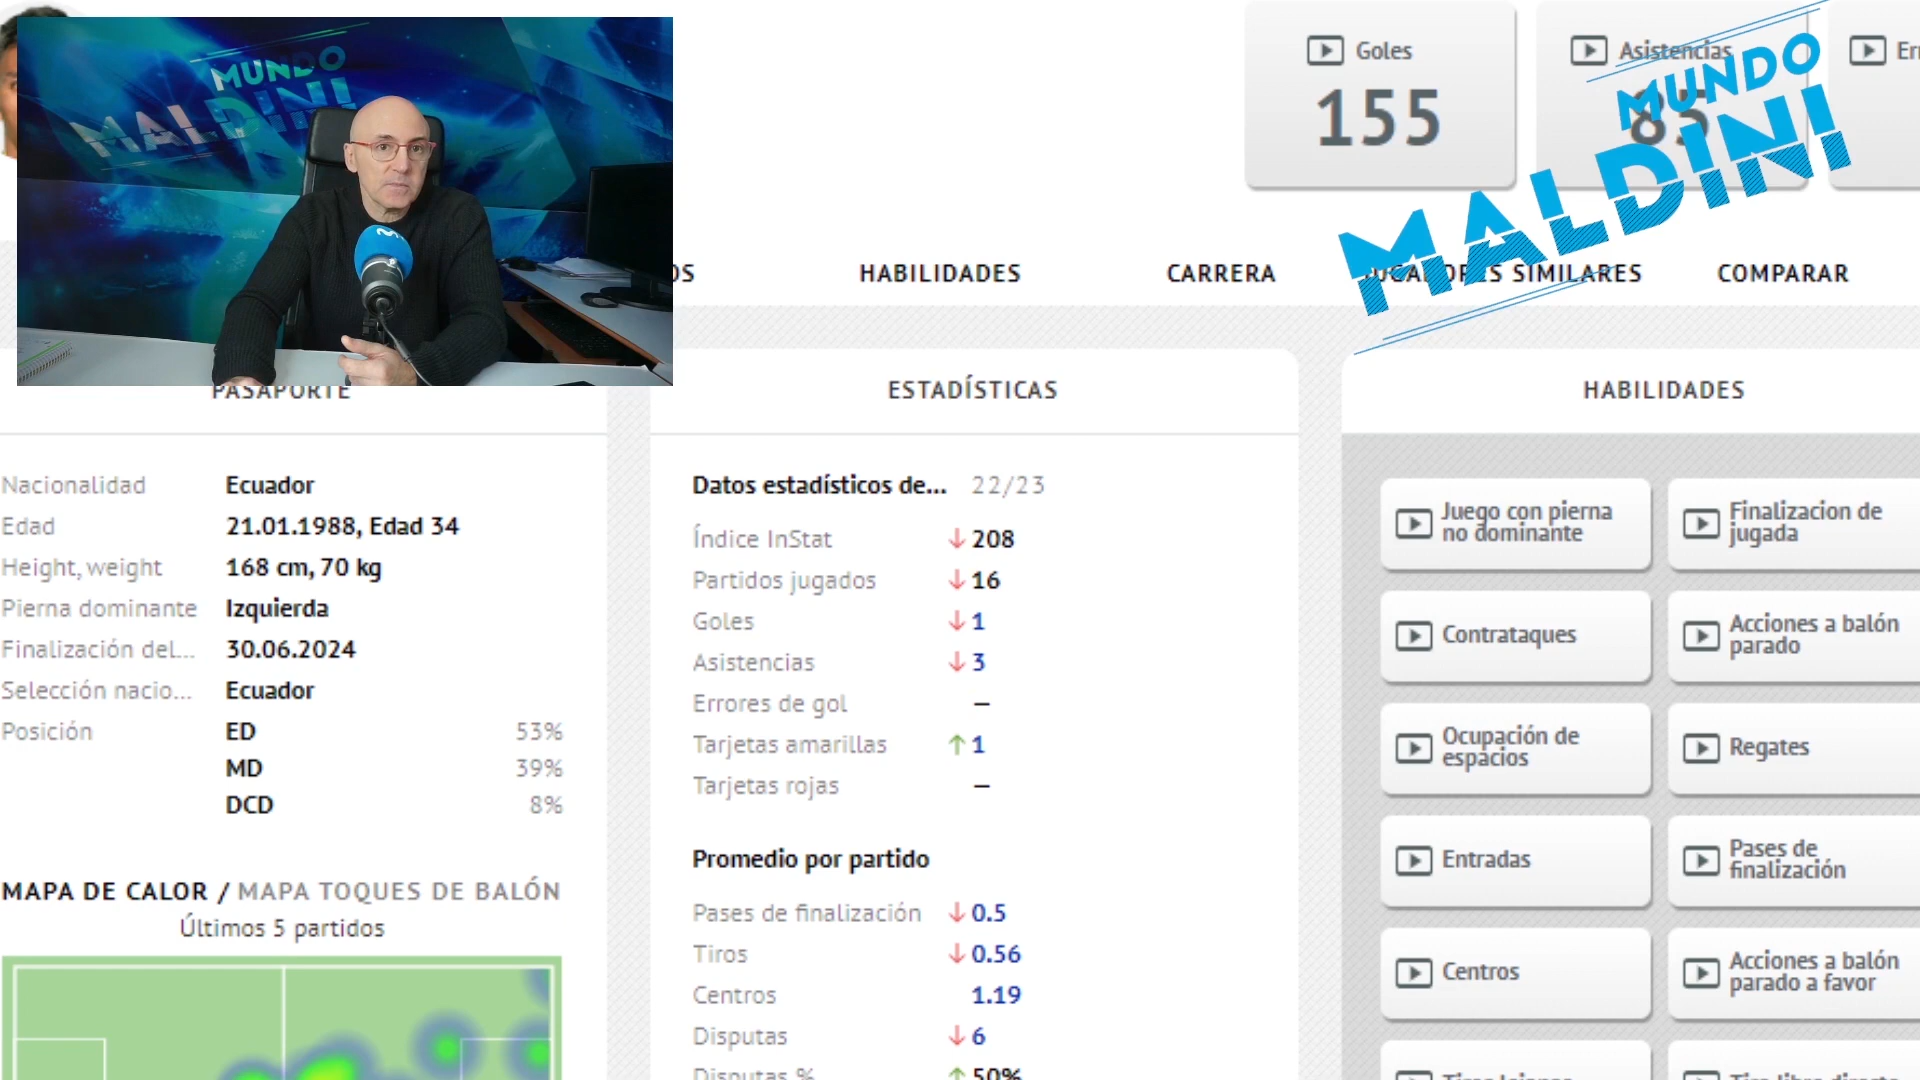 MUNDO
MALDINI
Goles
155
Asistencias
85
MUNDO
MALDINI
HABILIDADES
CARRERA
JUGADORES SIMILARES
COMPARAR
PASAPORTE
Nacionalidad Ecuador
Edad 21.01.1988, Edad 34
Height, weight 168 cm, 70 kg
Pierna dominante Izquierda
Finalización del... 30.06.2024
Selección nacio... Ecuador
Posición ED 53%
MD 39%
DCD 8%
MAPA DE CALOR / MAPA TOQUES DE BALÓN
Últimos 5 partidos
ESTADÍSTICAS
Datos estadísticos de... 22/23
Índice InStat ↓ 208
Partidos jugados ↓ 16
Goles ↓ 1
Asistencias ↓ 3
Errores de gol –
Tarjetas amarillas ↑ 1
Tarjetas rojas –
Promedio por partido
Pases de finalización ↓ 0.5
Tiros ↓ 0.56
Centros 1.19
Disputas ↓ 6
Disputas % ↑ 50%
HABILIDADES
Juego con pierna
no dominante
Finalizacion de
jugada
Contrataques
Acciones a balón
parado
Ocupación de
espacios
Regates
Entradas
Pases de
finalización
Centros
Acciones a balón
parado a favor